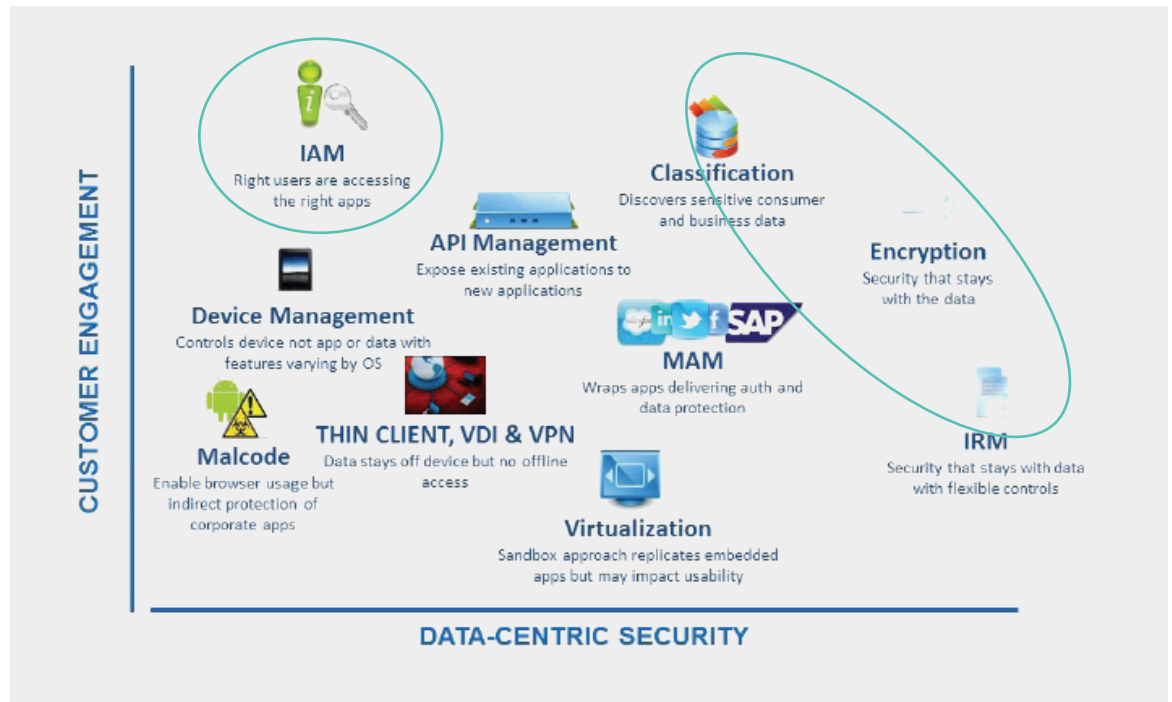 CUSTOMER ENGAGEMENT
IAM
Right users are accessing
the right apps
Classification
Discovers sensitive consumer
and business data
API Management
Expose existing applications to
new applications
Encryption
Security that stays
with the data
Device Management
Controls device not app or data with
features varying by OS
in
f
SAP
MAM
Wraps apps delivering auth and
data protection
THIN CLIENT, VDI & VPN
Data stays off device but no offline
access
Malcode
Enable browser usage but
indirect protection of
corporate apps
IRM
Security that stays with data
with flexible controls
Virtualization
Sandbox approach replicates embedded
apps but may impact usability
DATA-CENTRIC SECURITY